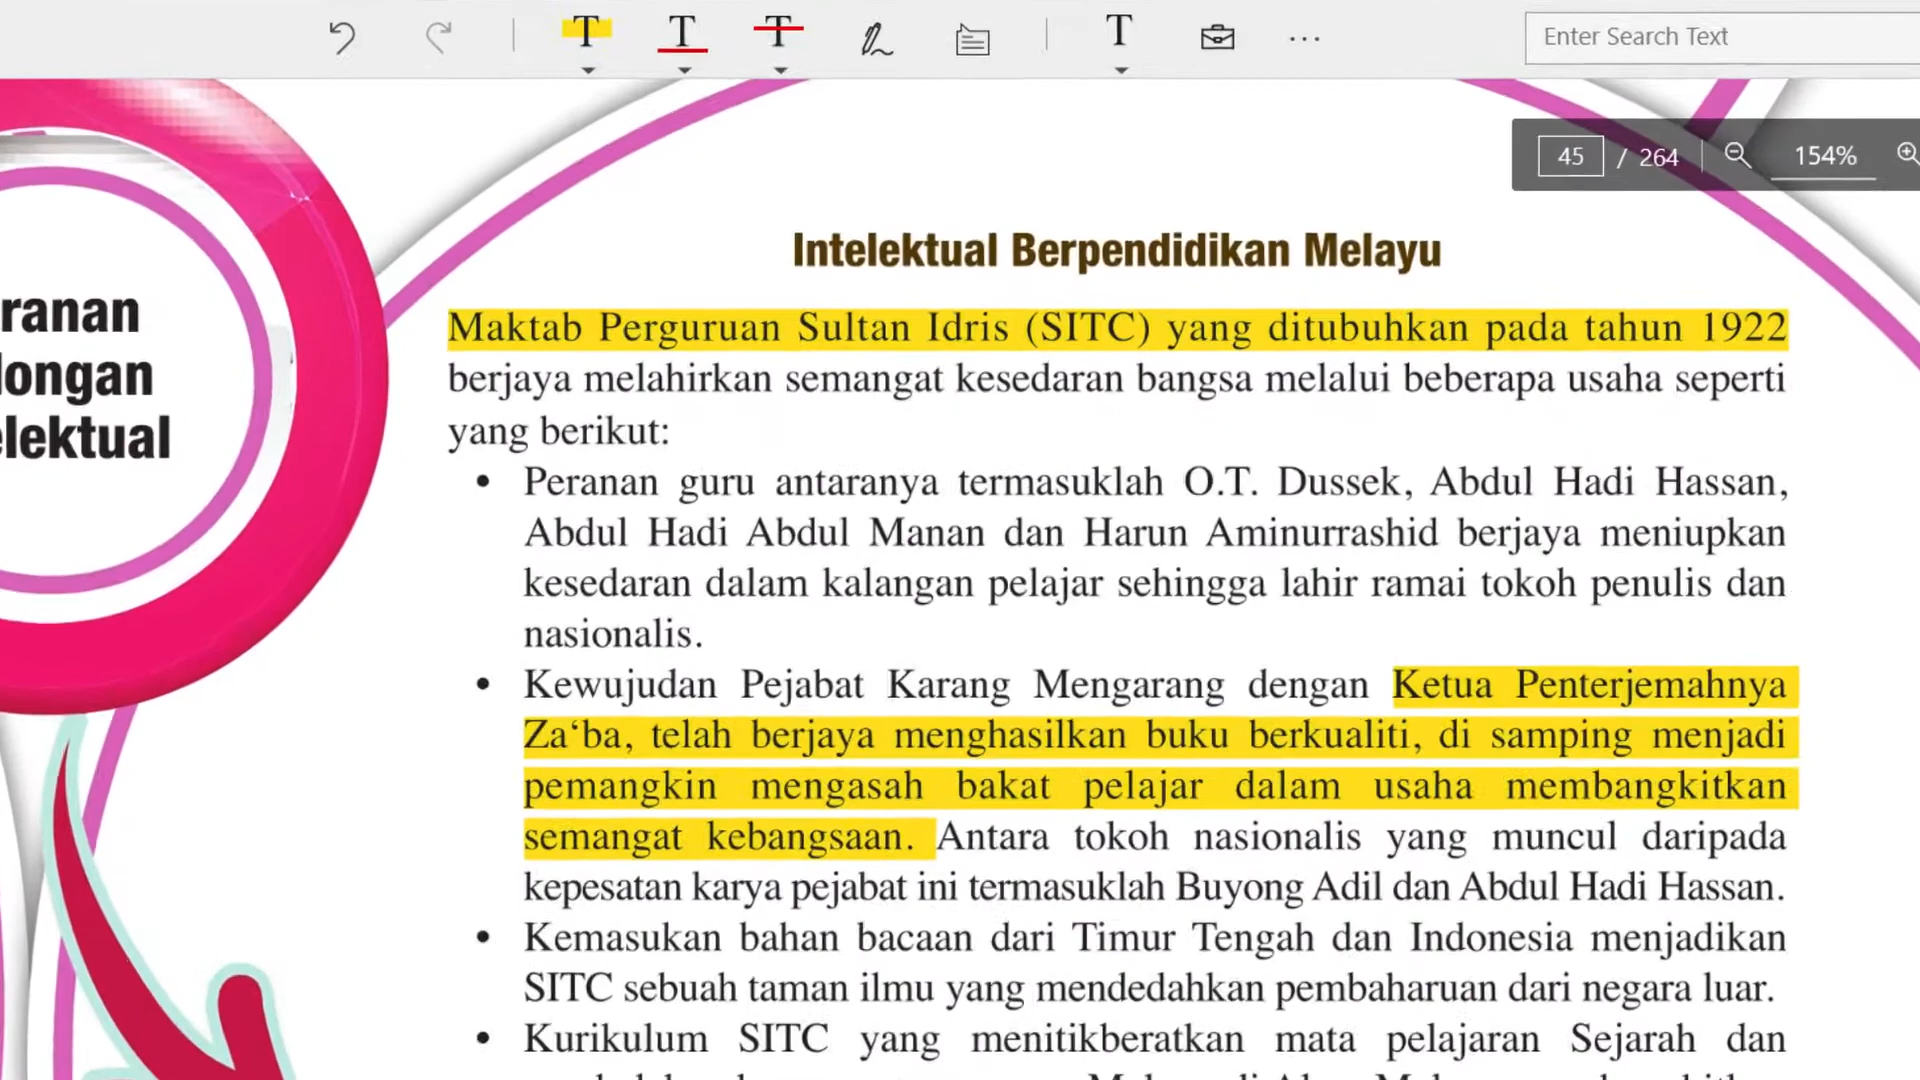 T T T T ...
Enter Search Text
45 / 264 154%
ranan
longan
elektual
Intelektual Berpendidikan Melayu
Maktab Perguruan Sultan Idris (SITC) yang ditubuhkan pada tahun 1922
berjaya melahirkan semangat kesedaran bangsa melalui beberapa usaha seperti
yang berikut:
• Peranan guru antaranya termasuklah O.T. Dussek, Abdul Hadi Hassan,
Abdul Hadi Abdul Manan dan Harun Aminurrashid berjaya meniupkan
kesedaran dalam kalangan pelajar sehingga lahir ramai tokoh penulis dan
nasionalis.
• Kewujudan Pejabat Karang Mengarang dengan Ketua Penterjemahnya
Za‘ba, telah berjaya menghasilkan buku berkualiti, di samping menjadi
pemangkin mengasah bakat pelajar dalam usaha membangkitkan
semangat kebangsaan. Antara tokoh nasionalis yang muncul daripada
kepesatan karya pejabat ini termasuklah Buyong Adil dan Abdul Hadi Hassan.
• Kemasukan bahan bacaan dari Timur Tengah dan Indonesia menjadikan
SITC sebuah taman ilmu yang mendedahkan pembaharuan dari negara luar.
• Kurikulum SITC yang menitikberatkan mata pelajaran Sejarah dan